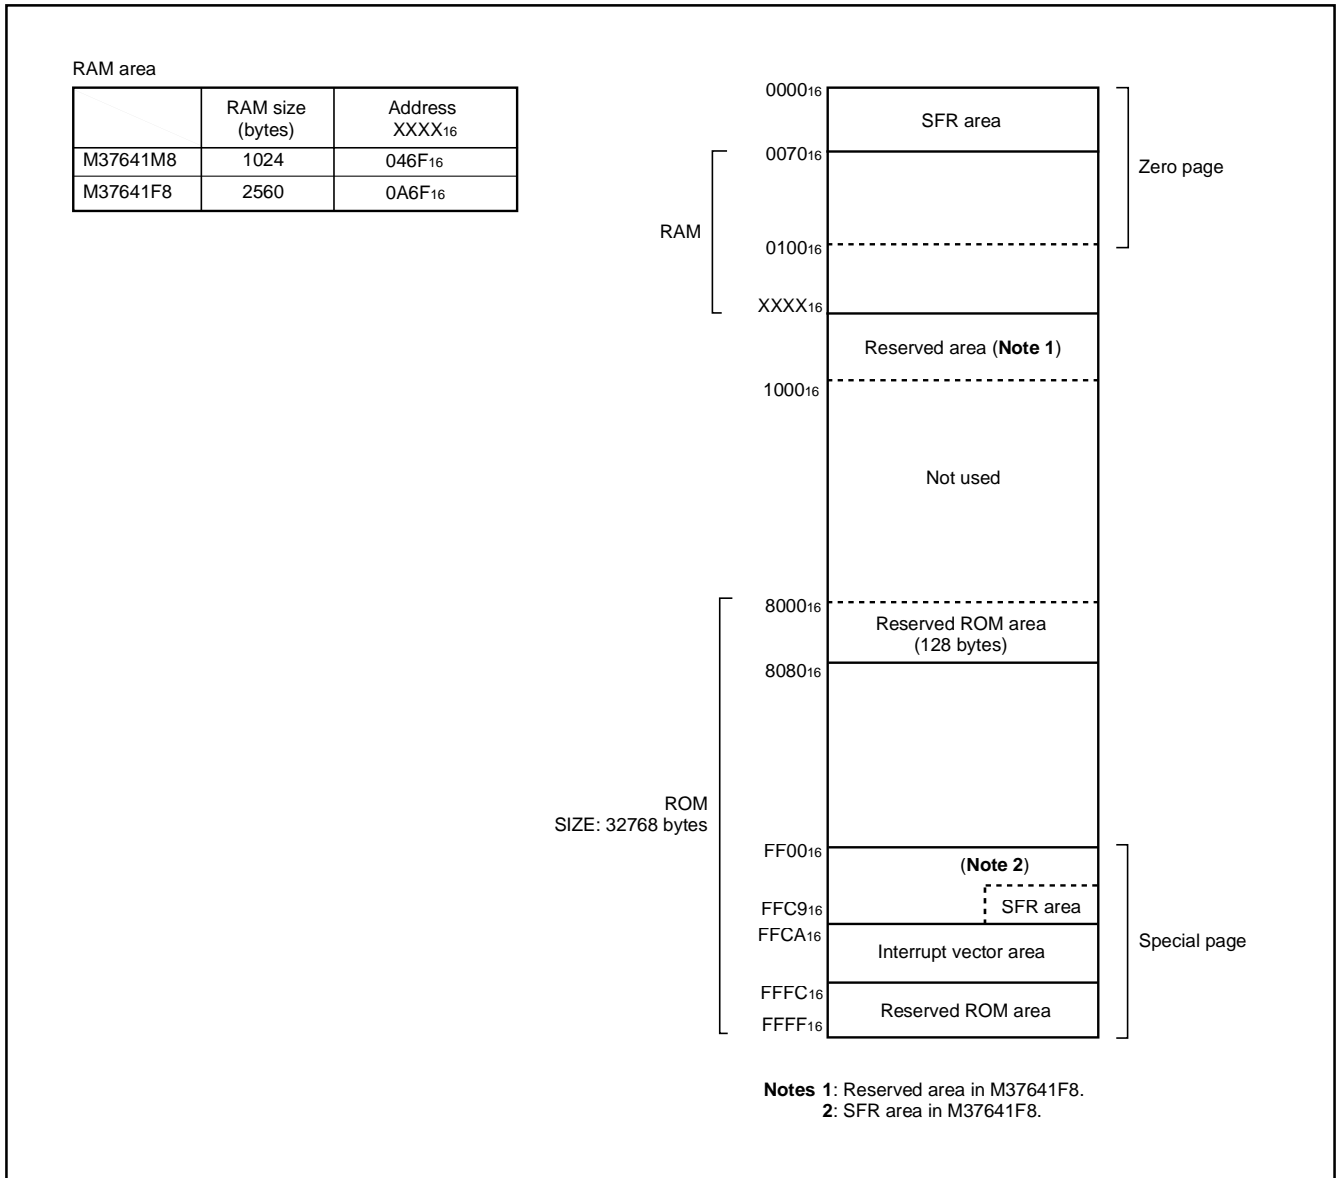 RAM area
RAM size
(bytes)
Address
XXXX16
M37641M8 1024 046F16
M37641F8 2560 0A6F16
000016
SFR area
007016
Zero page
RAM
010016
XXXX16
Reserved area (Note 1)
100016
Not used
800016
Reserved ROM area
(128 bytes)
808016
ROM
SIZE: 32768 bytes
FF0016
(Note 2)
FFC916
SFR area
FFCA16
Interrupt vector area
Special page
FFFC16
Reserved ROM area
FFFF16
Notes 1: Reserved area in M37641F8.
2: SFR area in M37641F8.